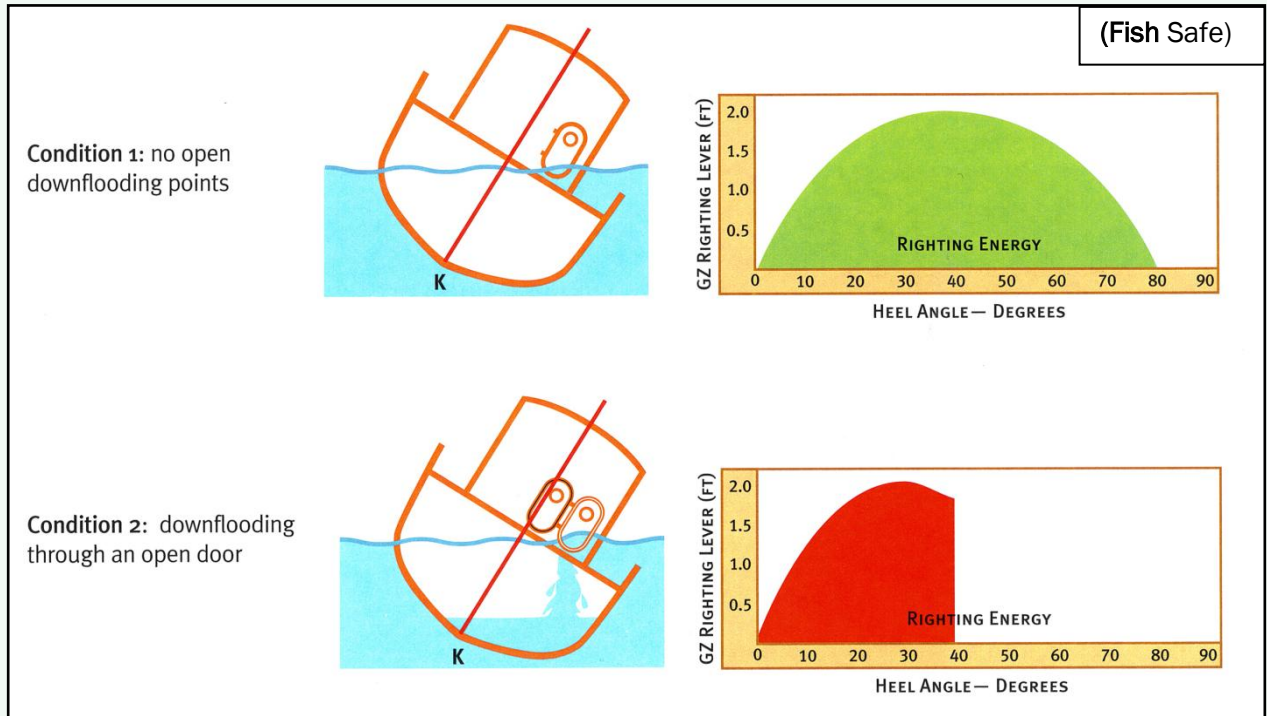 (Fish Safe)
Condition 1: no open
downflooding points
K
GZ RIGHTING LEVER (FT)
2.0
1.5
1.0
0.5
RIGHTING ENERGY
0 10 20 30 40 50 60 70 80 90
HEEL ANGLE— DEGREES
Condition 2: downflooding
through an open door
K
GZ RIGHTING LEVER (FT)
2.0
1.5
1.0
0.5
RIGHTING ENERGY
0 10 20 30 40 50 60 70 80 90
HEEL ANGLE— DEGREES